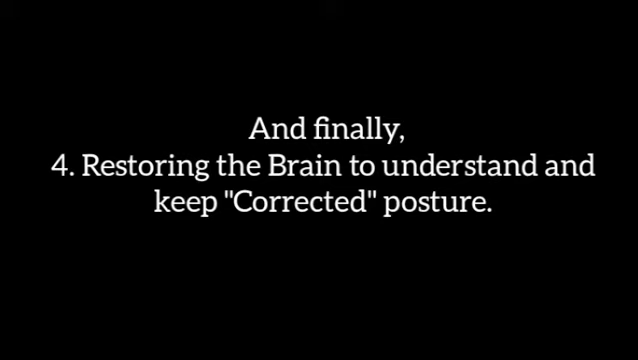 And finally,
4. Restoring the Brain to understand and
keep "Corrected" posture.